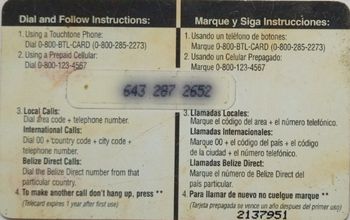 Dial and Follow Instructions:
1. Using a Touchtone Phone:
Dial 0-800-BTL-CARD (0-800-285-2273)
2. Using a Prepaid Cellular:
Dial 0-800-123-4567
Marque y Siga Instrucciones:
1. Usando un teléfono de botones:
Marque 0-800-BTL-CARD (0-800-285-2273)
2. Usando un Celular Prepagado:
Marque 0-800-123-4567
643 287 2652
3. Local Calls:
Dial area code + telephone number.
International Calls:
Dial 00 + country code + city code +
telephone number.
Belize Direct Calls:
Dial the Belize Direct number from that
particular country.
4. To make another call don't hang up, press **
(Telecard expires 1 year after first use)
3. Llamadas Locales:
Marque el código del area + el número telefónico.
Llamadas Internacionales:
Marque 00 + el código del país + el código
de la ciudad + el número telefónico.
Llamadas Belize Direct:
Marque el número de Belize Direct del
país particular.
4. Para llamar de nuevo no cuelgue marque **
(Tarjeta prepagada se vence un año despues del primer uso)
2137951